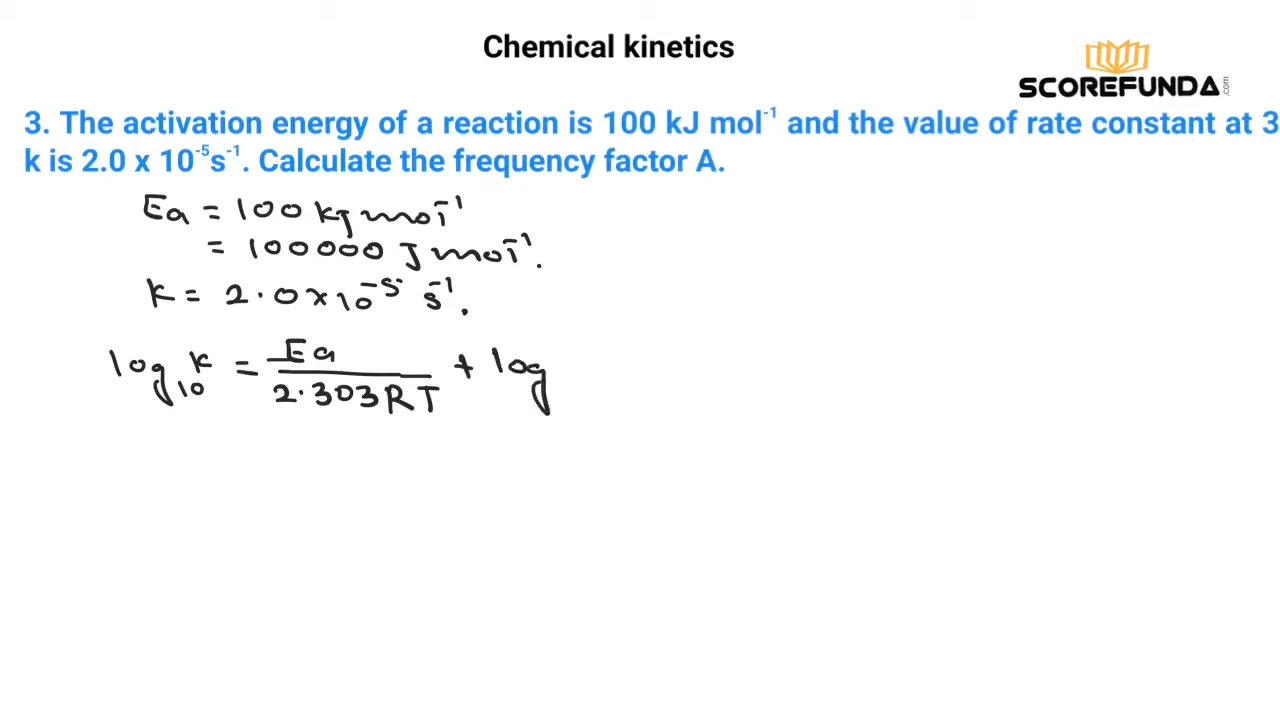 Chemical kinetics
SCOREFUNDA.com
3. The activation energy of a reaction is 100 kJ mol⁻¹ and the value of rate constant at 3
k is 2.0 x 10⁻⁵s⁻¹. Calculate the frequency factor A.
Ea = 100 kJ mol⁻¹
= 100000 J mol⁻¹.
K = 2.0 x 10⁻⁵ s⁻¹.
log₁₀ k = -Ea / 2.303RT + log